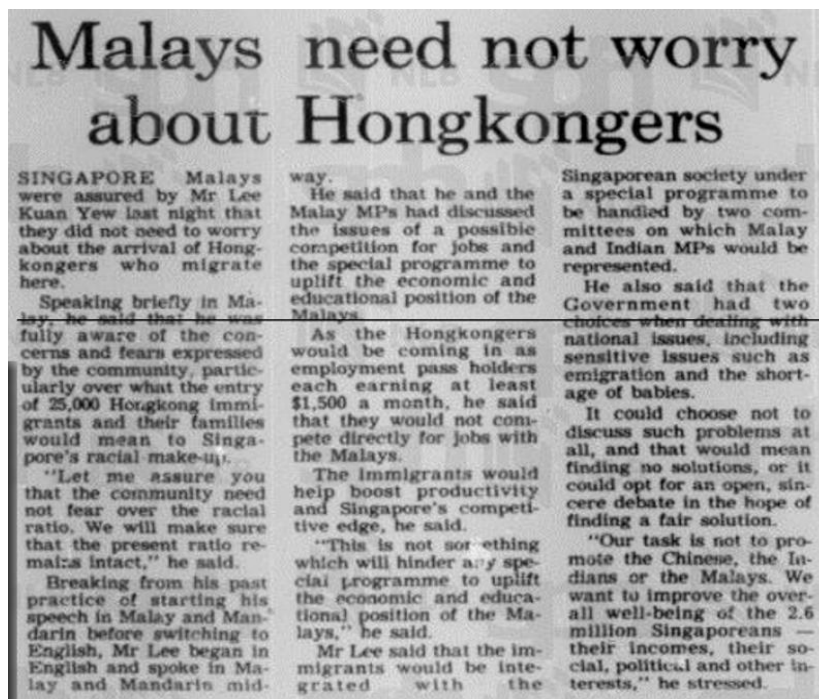 Malays need not worry
about Hongkongers
SINGAPORE Malays
were assured by Mr Lee
Kuan Yew last night that
they did not need to worry
about the arrival of Hong-
kongers who migrate
here.
Speaking briefly in Ma-
lay, he said that he was
fully aware of the con-
cerns and fears expressed
by the community, partic-
ularly over what the entry
of 25,000 Hongkong immi-
grants and their families
would mean to Singa-
pore's racial make-up.
"Let me assure you
that the community need
not fear over the racial
ratio. We will make sure
that the present ratio re-
mains intact," he said.
Breaking from his past
practice of starting his
speech in Malay and Man-
darin before switching to
English, Mr Lee began in
English and spoke in Ma-
lay and Mandarin mid-
way.
He said that he and the
Malay MPs had discussed
the issues of a possible
competition for jobs and
the special programme to
uplift the economic and
educational position of the
Malays.
As the Hongkongers
would be coming in as
employment pass holders
each earning at least
$1,500 a month, he said
that they would not com-
pete directly for jobs with
the Malays.
The immigrants would
help boost productivity
and Singapore's competi-
tive edge, he said.
"This is not something
which will hinder any spe-
cial programme to uplift
the economic and educa-
tional position of the Ma-
lays," he said.
Mr Lee said that the im-
migrants would be inte-
grated with the
Singaporean society under
a special programme to
be handled by two com-
mittees on which Malay
and Indian MPs would be
represented.
He also said that the
Government had two
choices when dealing with
national issues, including
sensitive issues such as
emigration and the short-
age of babies.
It could choose not to
discuss such problems at
all, and that would mean
finding no solutions, or it
could opt for an open, sin-
cere debate in the hope of
finding a fair solution.
"Our task is not to pro-
mote the Chinese, the In-
dians or the Malays. We
want to improve the over-
all well-being of the 2.6
million Singaporeans —
their incomes, their so-
cial, political and other in-
terests," he stressed.